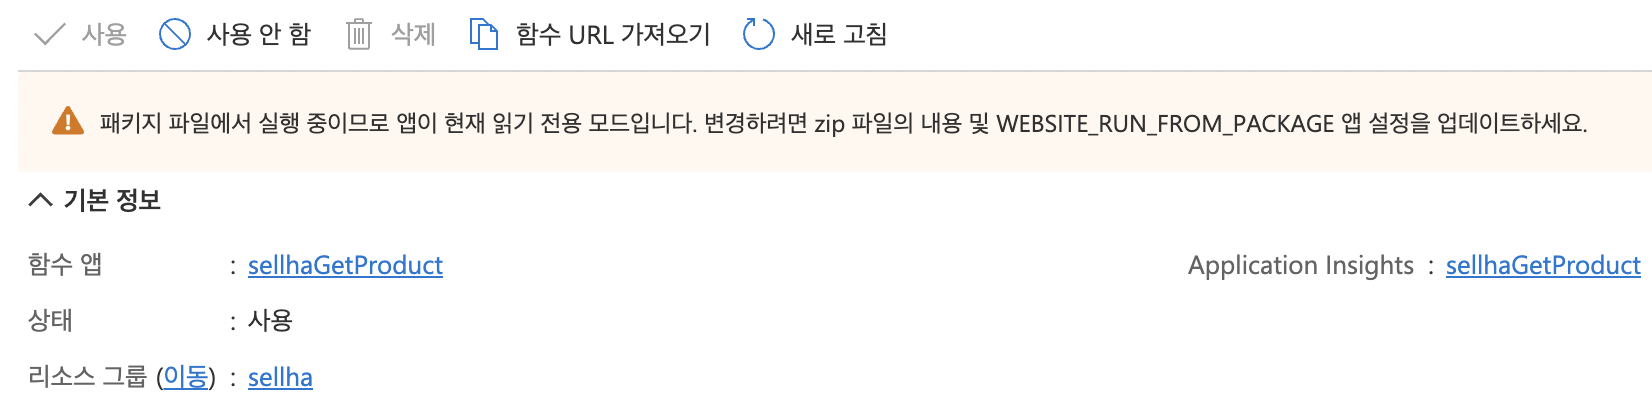 사용 사용 안 함 삭제 함수 URL 가져오기 새로 고침
패키지 파일에서 실행 중이므로 앱이 현재 읽기 전용 모드입니다. 변경하려면 zip 파일의 내용 및 WEBSITE_RUN_FROM_PACKAGE 앱 설정을 업데이트하세요.
기본 정보
함수 앱 : sellhaGetProduct Application Insights : sellhaGetProduct
상태 : 사용
리소스 그룹 (이동) : sellha